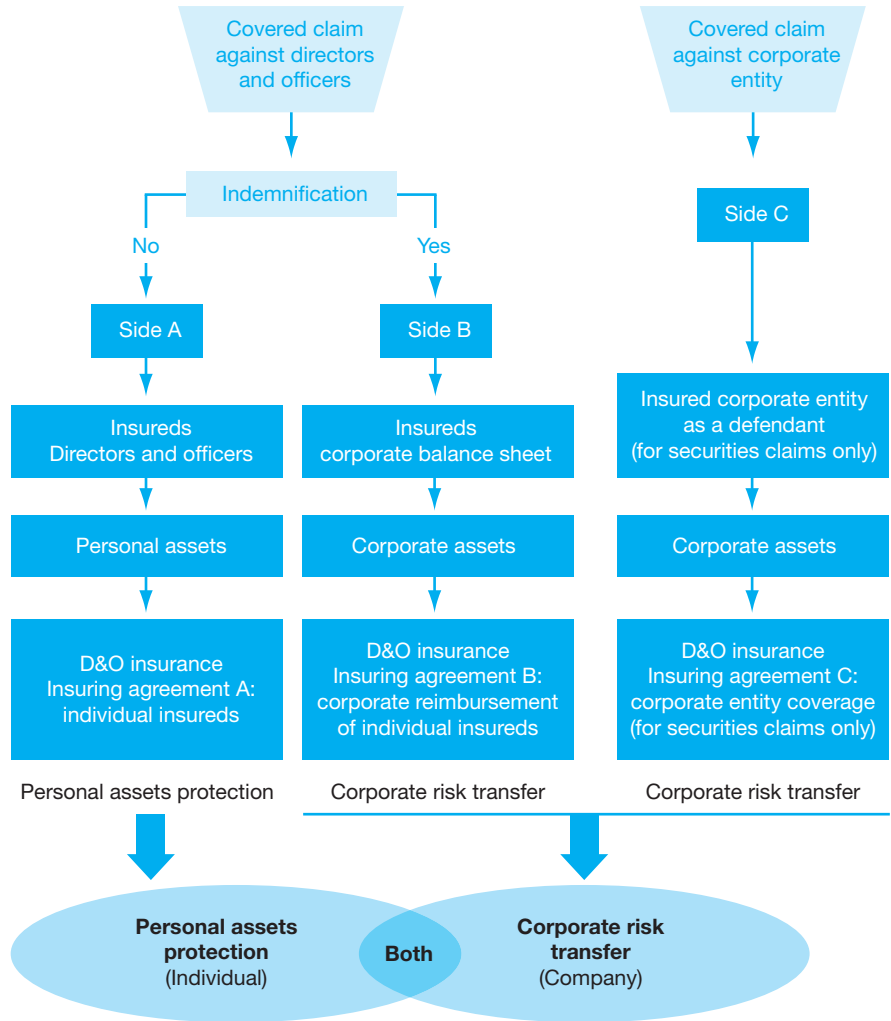 Covered claim
against directors
and officers
Covered claim
against corporate
entity
Indemnification
No
Yes
Side C
Side A
Side B
Insureds
Directors and officers
Insureds
corporate balance sheet
Insured corporate entity
as a defendant
(for securities claims only)
Personal assets
Corporate assets
Corporate assets
D&O insurance
Insuring agreement A:
individual insureds
D&O insurance
Insuring agreement B:
corporate reimbursement
of individual insureds
D&O insurance
Insuring agreement C:
corporate entity coverage
(for securities claims only)
Personal assets protection
Corporate risk transfer
Corporate risk transfer
Personal assets
protection
(Individual)
Both
Corporate risk
transfer
(Company)